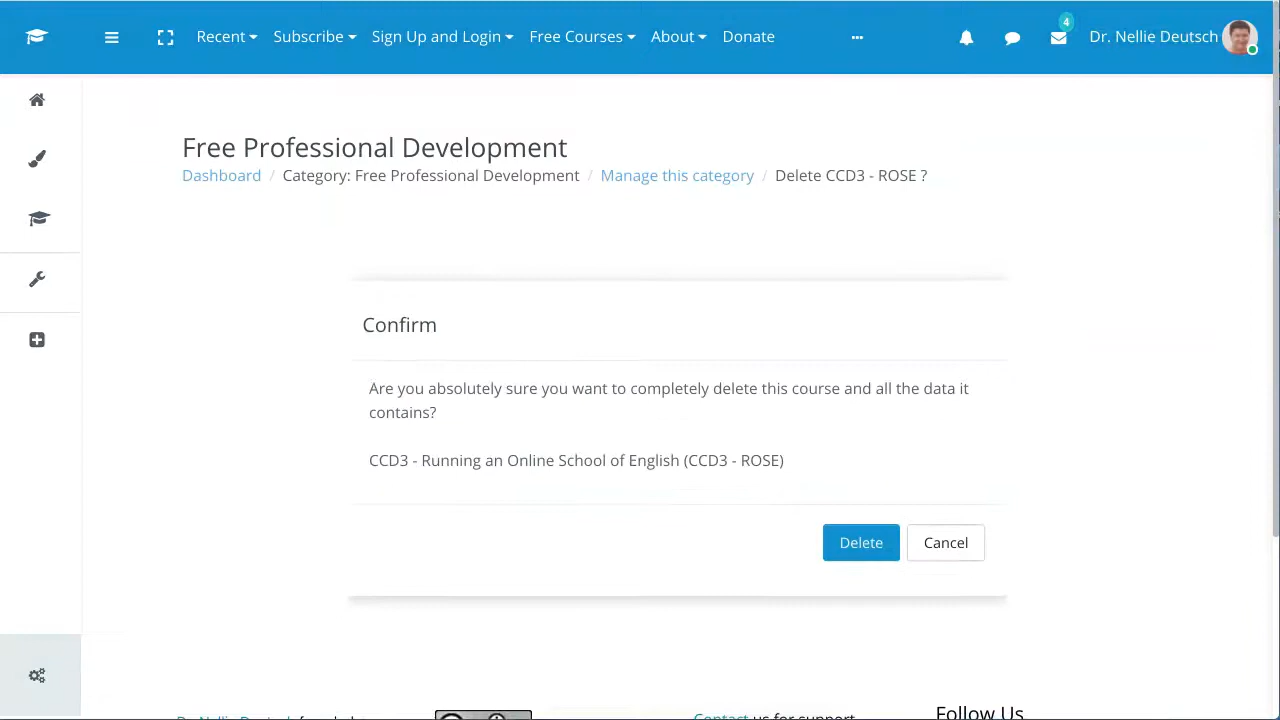 Recent Subscribe Sign Up and Login Free Courses About Donate ... 4 Dr. Nellie Deutsch
Free Professional Development
Dashboard / Category: Free Professional Development / Manage this category / Delete CCD3 - ROSE ?
Confirm
Are you absolutely sure you want to completely delete this course and all the data it
contains?
CCD3 - Running an Online School of English (CCD3 - ROSE)
Delete Cancel
Contact us for support Follow Us